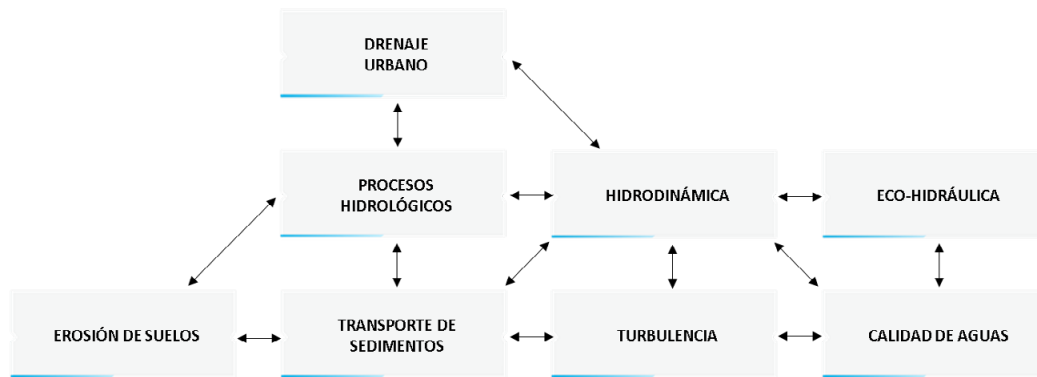 DRENAJE
URBANO
PROCESOS
HIDROLÓGICOS
HIDRODINÁMICA
ECO-HIDRÁULICA
EROSIÓN DE SUELOS
TRANSPORTE DE
SEDIMENTOS
TURBULENCIA
CALIDAD DE AGUAS